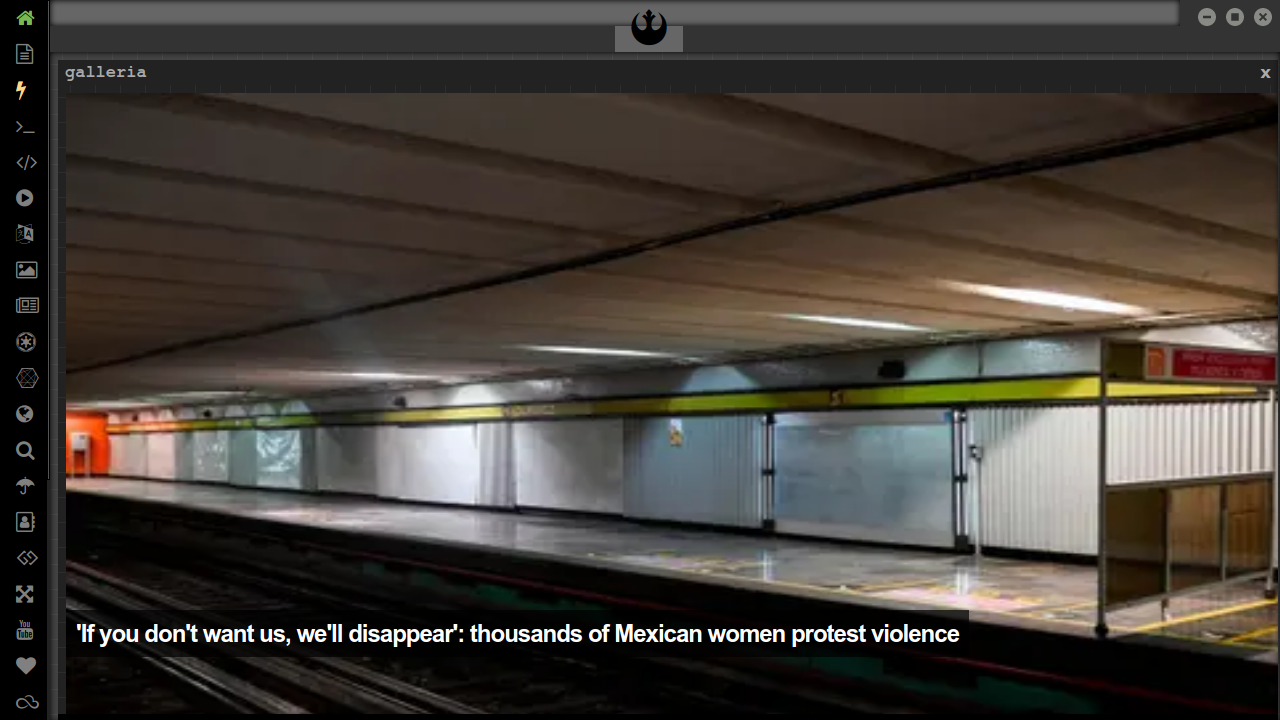 galleria
x
You
Tube
'If you don't want us, we'll disappear': thousands of Mexican women protest violence